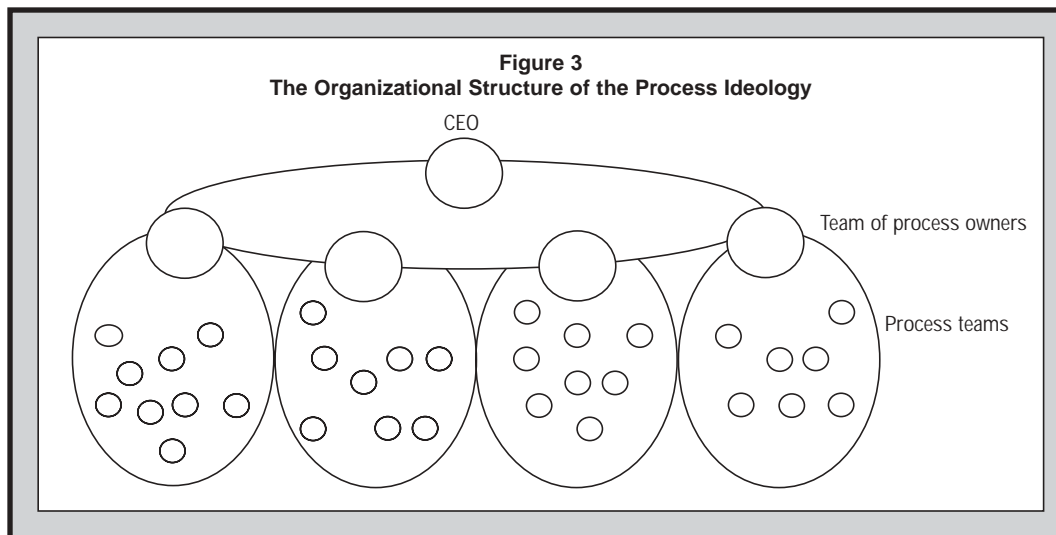 Figure 3
The Organizational Structure of the Process Ideology
CEO
Team of process owners
Process teams